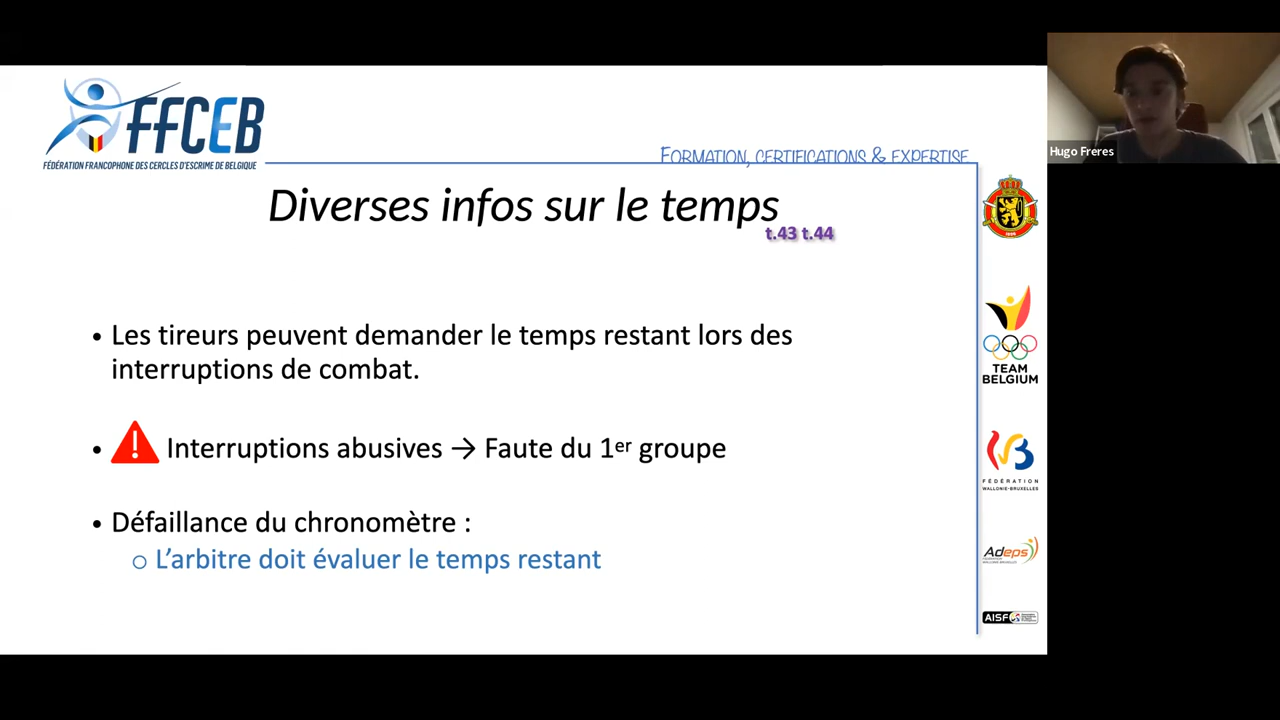 FFCEB
FÉDÉRATION FRANCOPHONE DES CERCLES D'ESCRIME DE BELGIQUE
FORMATION, CERTIFICATIONS & EXPERTISE
Hugo Freres
Diverses infos sur le temps
t.43 t.44
• Les tireurs peuvent demander le temps restant lors des
interruptions de combat.
• Interruptions abusives → Faute du 1er groupe
• Défaillance du chronomètre :
o L'arbitre doit évaluer le temps restant
TEAM
BELGIUM
FÉDÉRATION
WALLONIE-BRUXELLES
Adeps
AISF